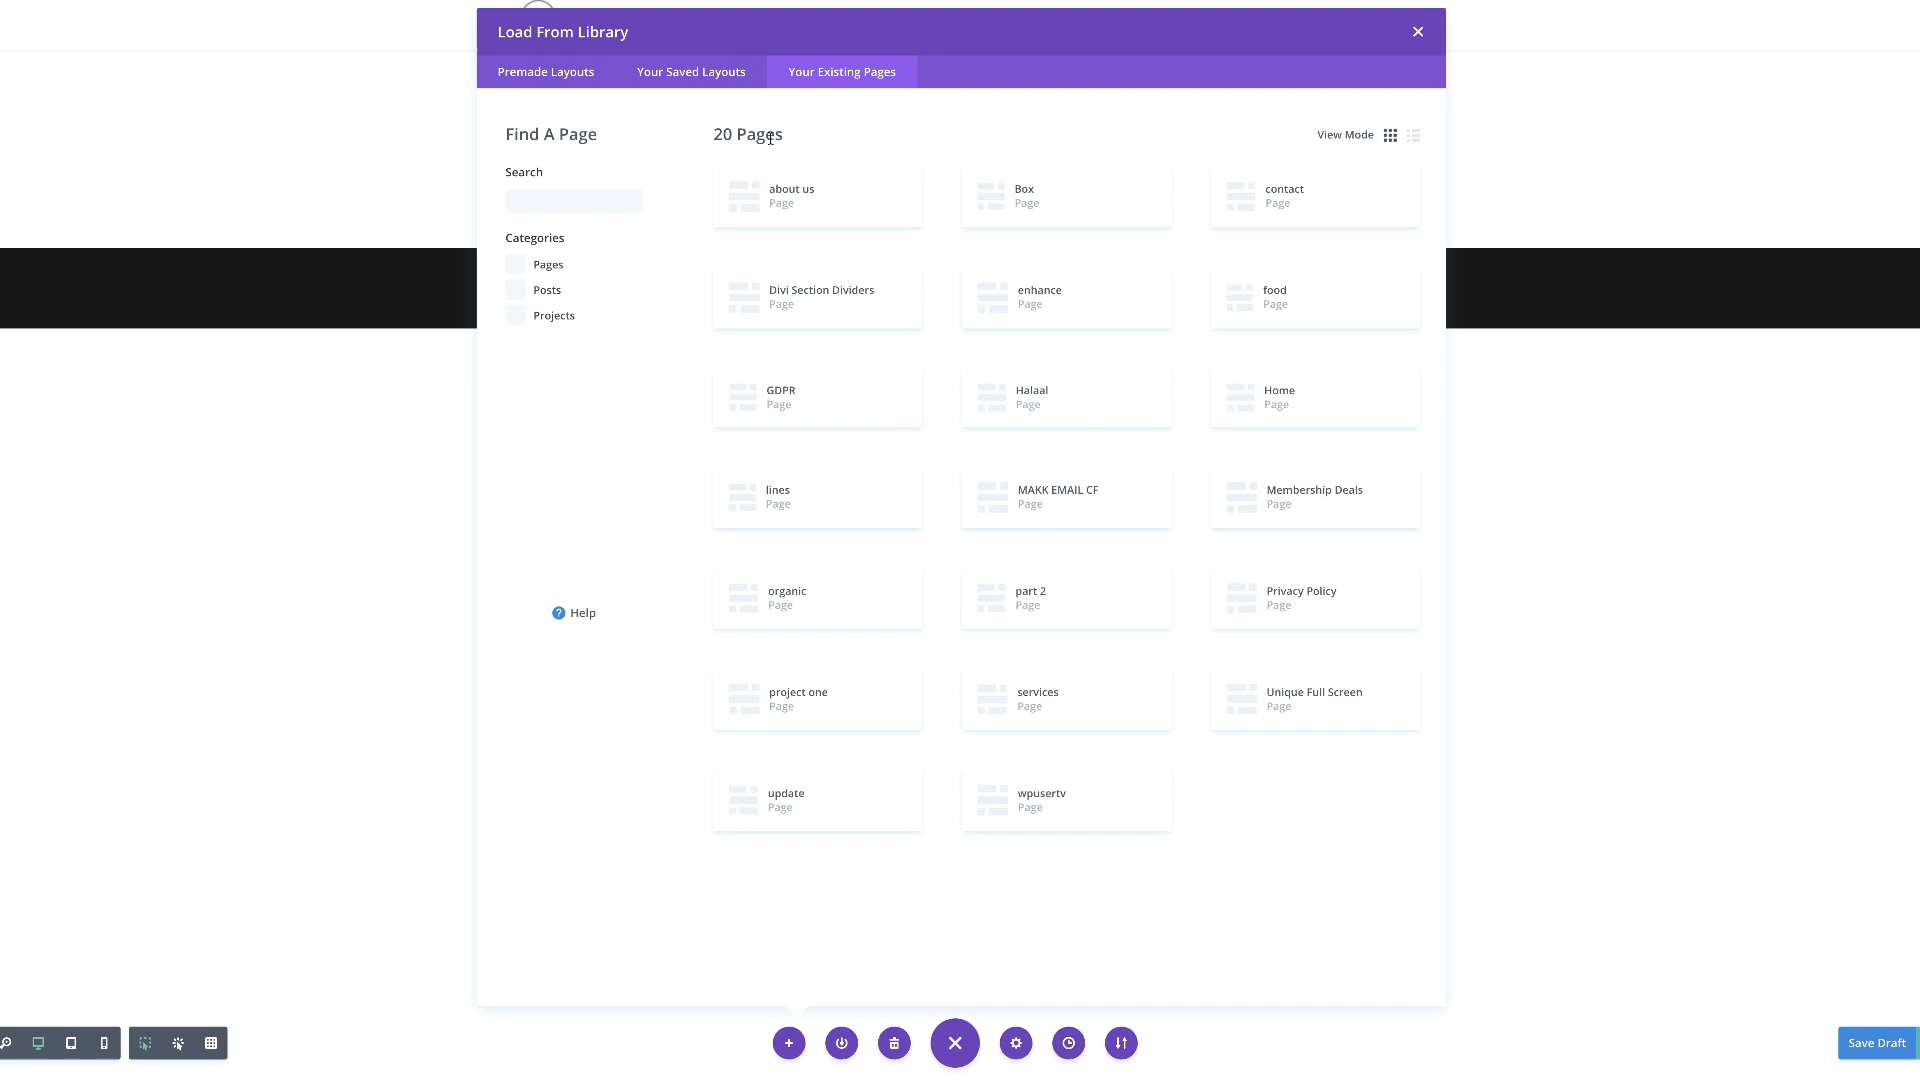 Load From Library
Premade Layouts
Your Saved Layouts
Your Existing Pages
Find A Page
Search
Categories
Pages
Posts
Projects
Help
20 Pages
View Mode
about us
Page
Box
Page
contact
Page
Divi Section Dividers
Page
enhance
Page
food
Page
GDPR
Page
Halaal
Page
Home
Page
lines
Page
MAKK EMAIL CF
Page
Membership Deals
Page
organic
Page
part 2
Page
Privacy Policy
Page
project one
Page
services
Page
Unique Full Screen
Page
update
Page
wpusertv
Page
Save Draft